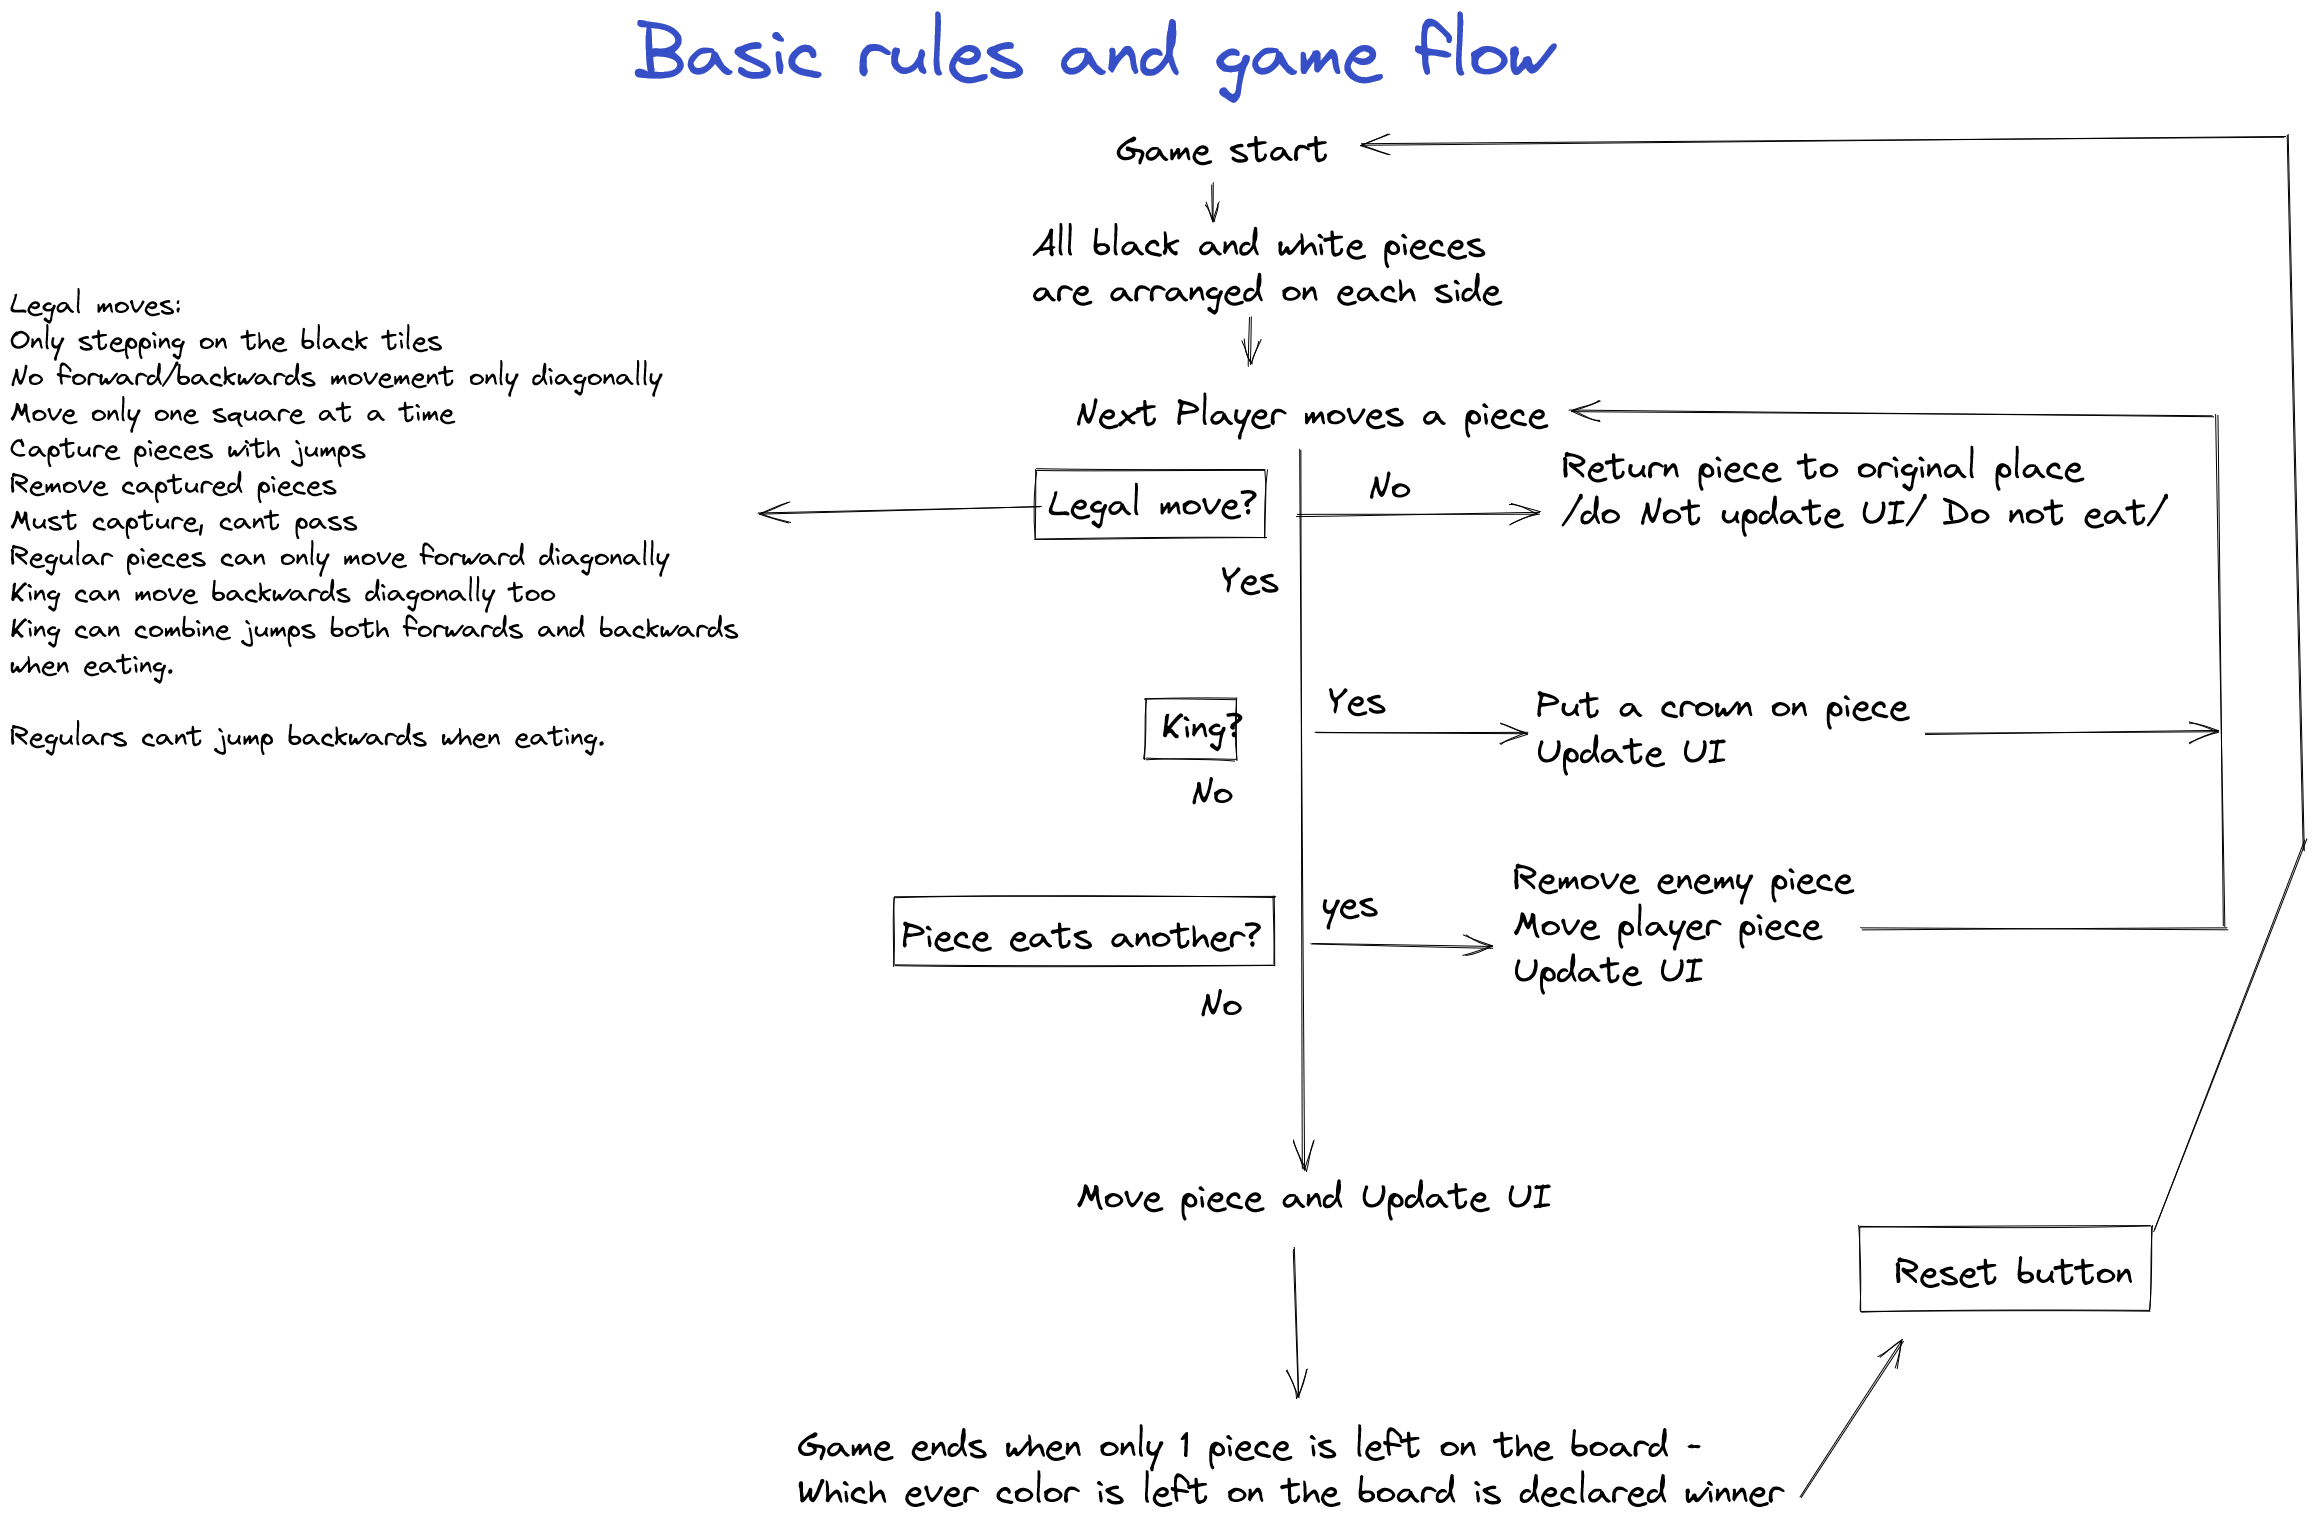 Basic rules and game flow
Game start
All black and white pieces
are arranged on each side
Legal moves:
Only stepping on the black tiles
No forward/backwards movement only diagonally
Move only one square at a time
Capture pieces with jumps
Remove captured pieces
Must capture, cant pass
Regular pieces can only move forward diagonally
King can move backwards diagonally too
King can combine jumps both forwards and backwards
when eating.
Regulars cant jump backwards when eating.
Next Player moves a piece
Legal move?
No
Return piece to original place
/do Not update UI/ Do not eat/
Yes
King?
Yes
Put a crown on piece
Update UI
No
Piece eats another?
yes
Remove enemy piece
Move player piece
Update UI
No
Move piece and Update UI
Reset button
Game ends when only 1 piece is left on the board -
Which ever color is left on the board is declared winner